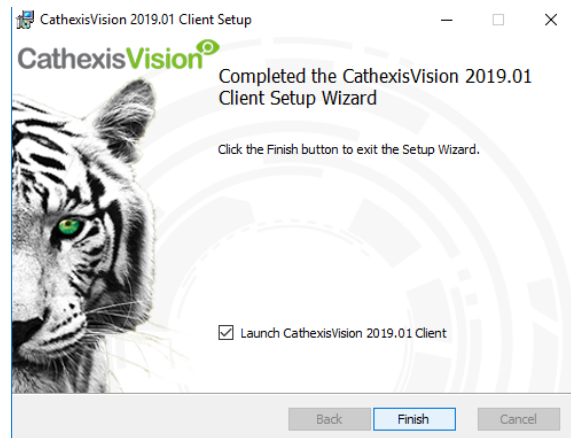 CathexisVision 2019.01 Client Setup
CathexisVision
Completed the CathexisVision 2019.01
Client Setup Wizard
Click the Finish button to exit the Setup Wizard.
Launch CathexisVision 2019.01 Client
Back Finish Cancel